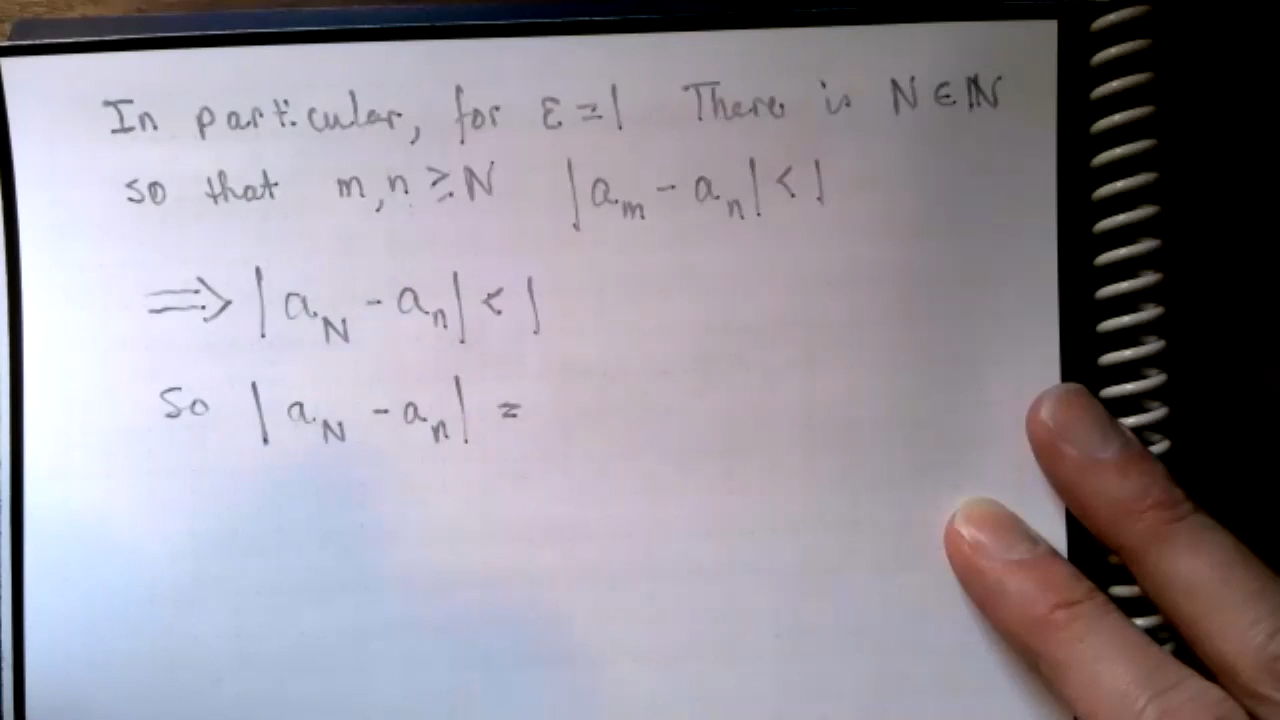 In particular, for ε = 1 There is N ∈ ℕ
so that m,n ≥ N |a_m - a_n| < 1
⇒ |a_N - a_n| < 1
So |a_N - a_n| =